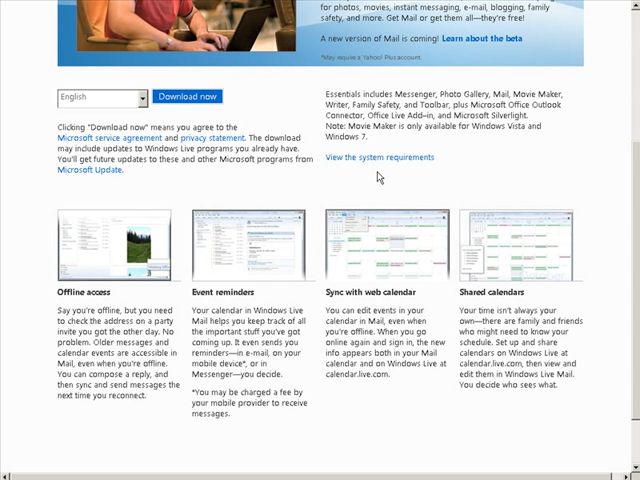 for photos, movies, instant messaging, e-mail, blogging, family
safety, and more. Get Mail or get them all—they're free!
A new version of Mail is coming! Learn about the beta
*May require a Yahoo! Plus account.
English
Download now
Clicking "Download now" means you agree to the
Microsoft service agreement and privacy statement. The download
may include updates to Windows Live programs you already have.
You'll get future updates to these and other Microsoft programs from
Microsoft Update.
Essentials includes Messenger, Photo Gallery, Mail, Movie Maker,
Writer, Family Safety, and Toolbar, plus Microsoft Office Outlook
Connector, Office Live Add-in, and Microsoft Silverlight.
Note: Movie Maker is only available for Windows Vista and
Windows 7.
View the system requirements
Offline access
Say you're offline, but you need
to check the address on a party
invite you got the other day. No
problem. Older messages and
calendar events are accessible in
Mail, even when you're offline.
You can compose a reply, and
then sync and send messages the
next time you reconnect.
Event reminders
Your calendar in Windows Live
Mail helps you keep track of all
the important stuff you've got
coming up. It even sends you
reminders—in e-mail, on your
mobile device*, or in
Messenger—you decide.
*You may be charged a fee by
your mobile provider to receive
messages.
Sync with web calendar
You can edit events in your
calendar in Mail, even when
you're offline. When you go
online again and sign in, the new
info appears both in your Mail
calendar and on Windows Live at
calendar.live.com.
Shared calendars
Your time isn't always your
own—there are family and friends
who might need to know your
schedule. Set up and share
calendars on Windows Live at
calendar.live.com, then view and
edit them in Windows Live Mail.
You decide who sees what.